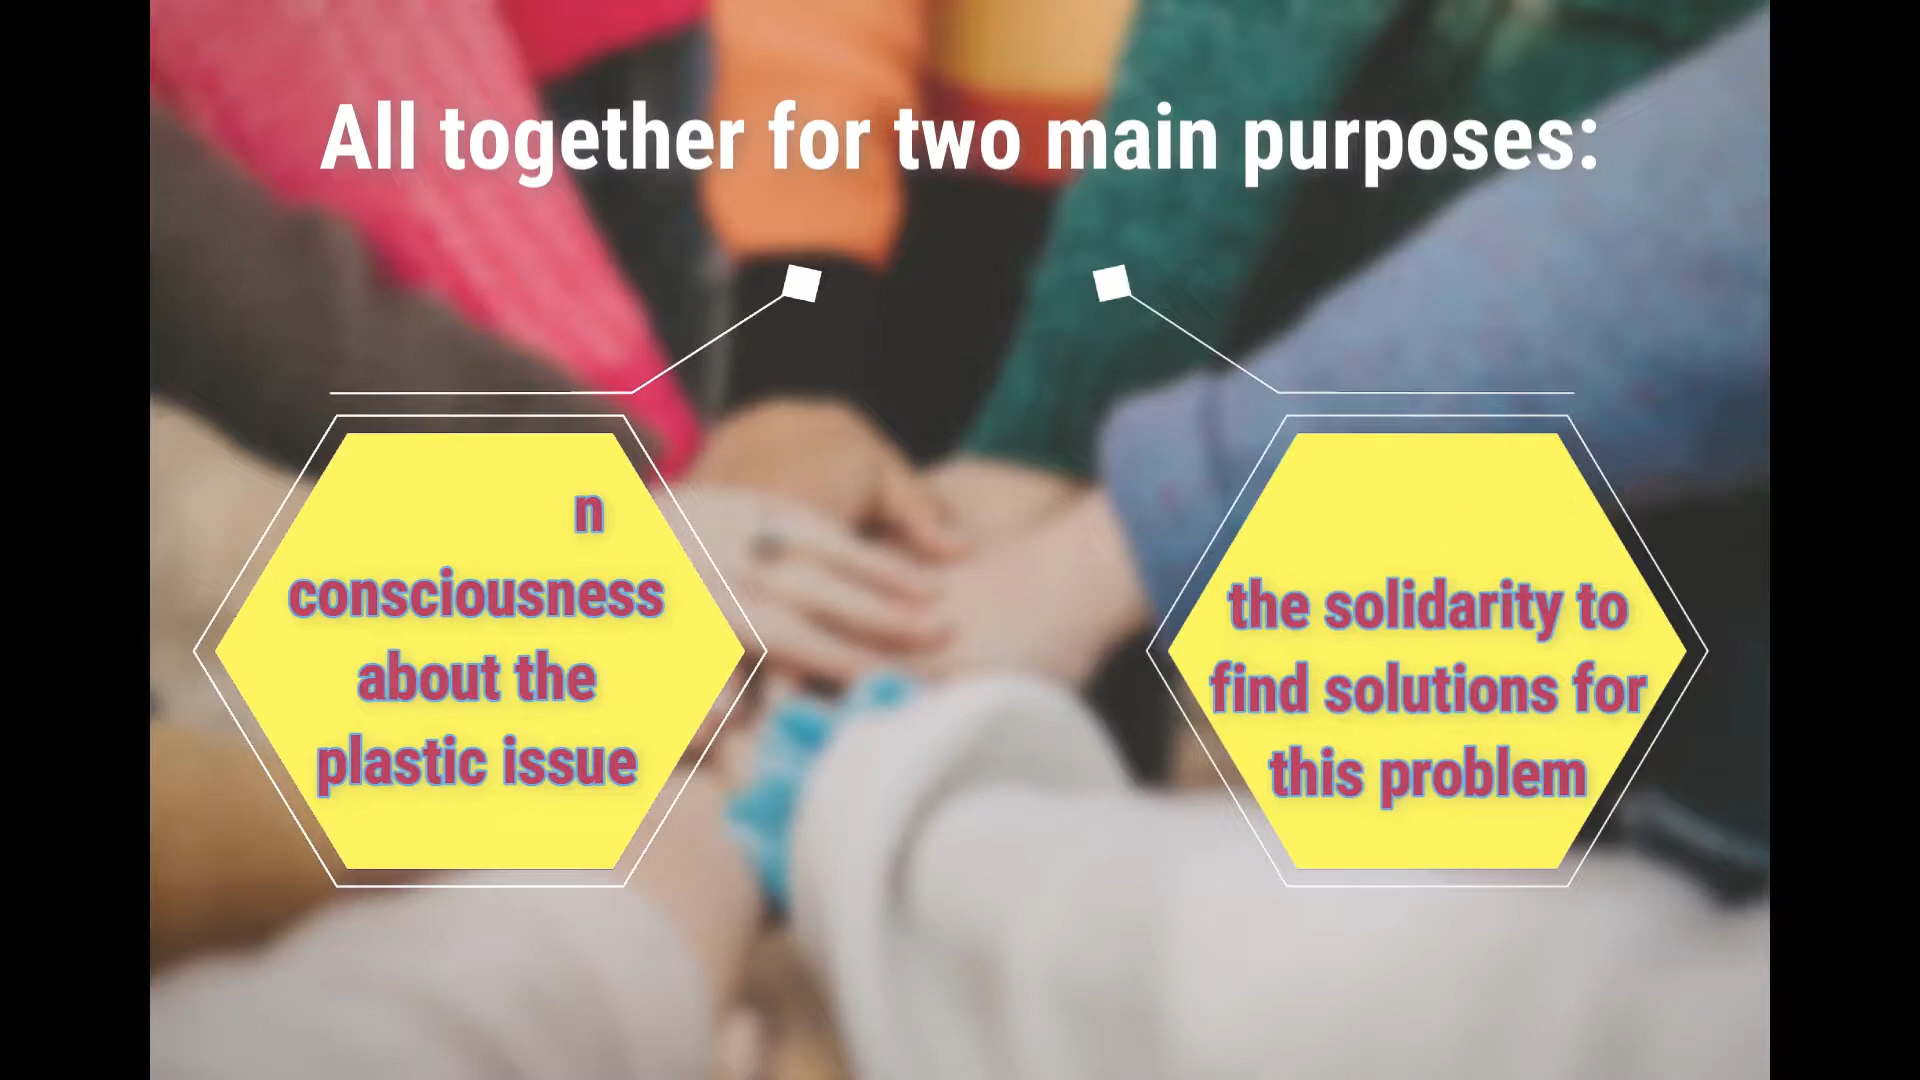 All together for two main purposes:
n
consciousness
about the
plastic issue
the solidarity to
find solutions for
this problem